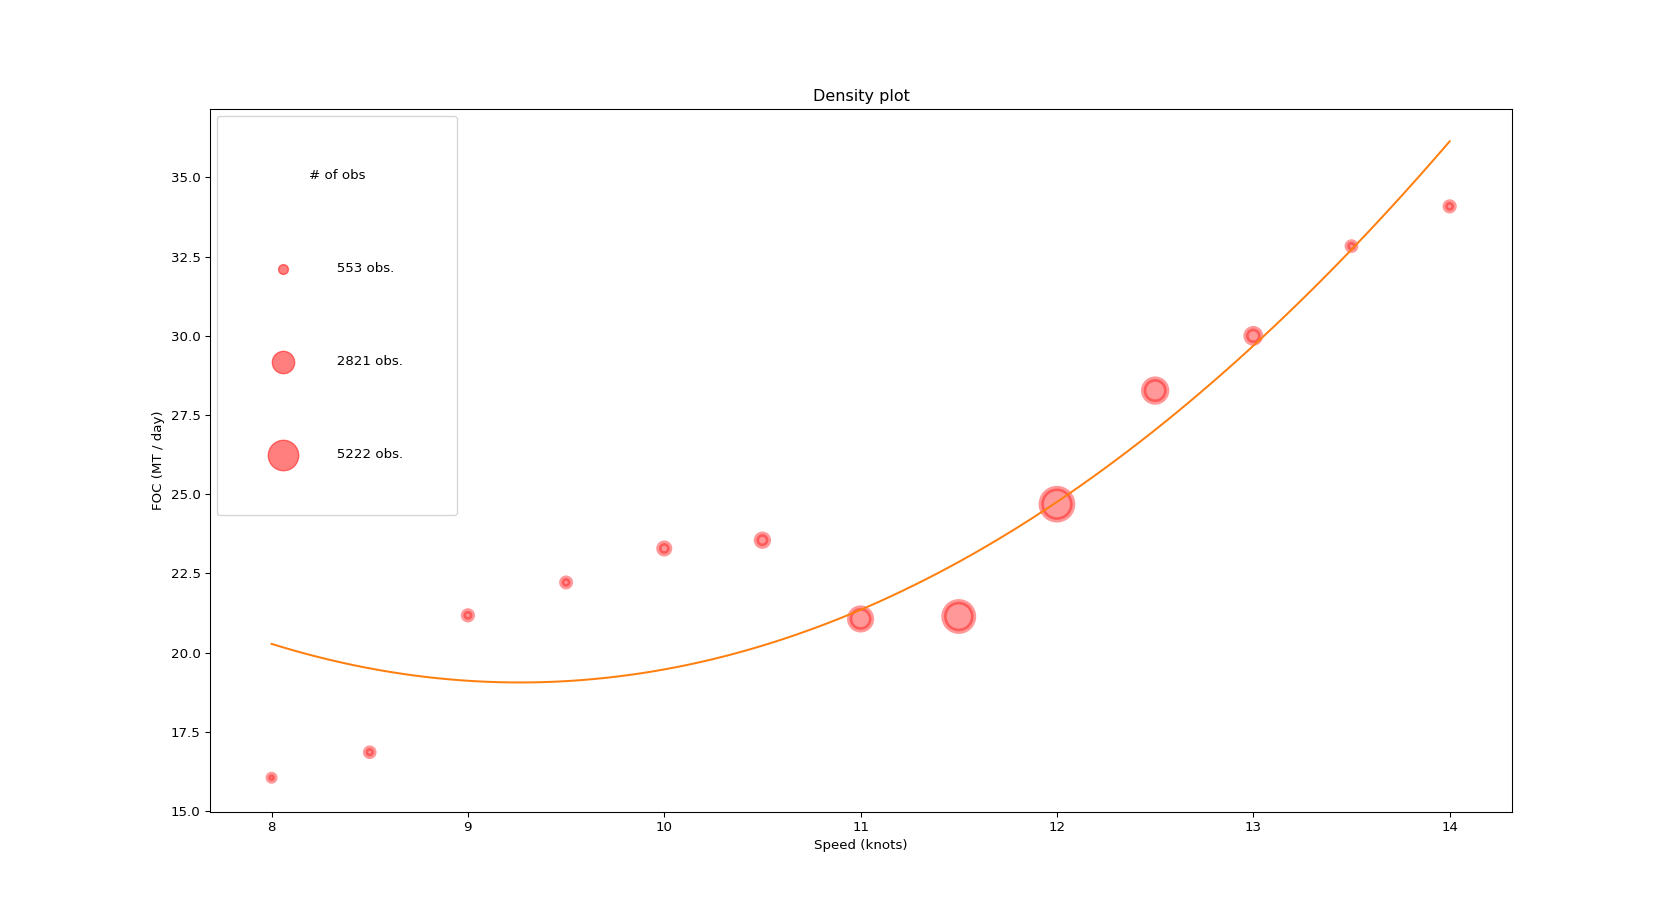 Density plot
# of obs
553 obs.
2821 obs.
5222 obs.
35.0
32.5
30.0
27.5
25.0
22.5
20.0
17.5
15.0
FOC (MT / day)
8 9 10 11 12 13 14
Speed (knots)